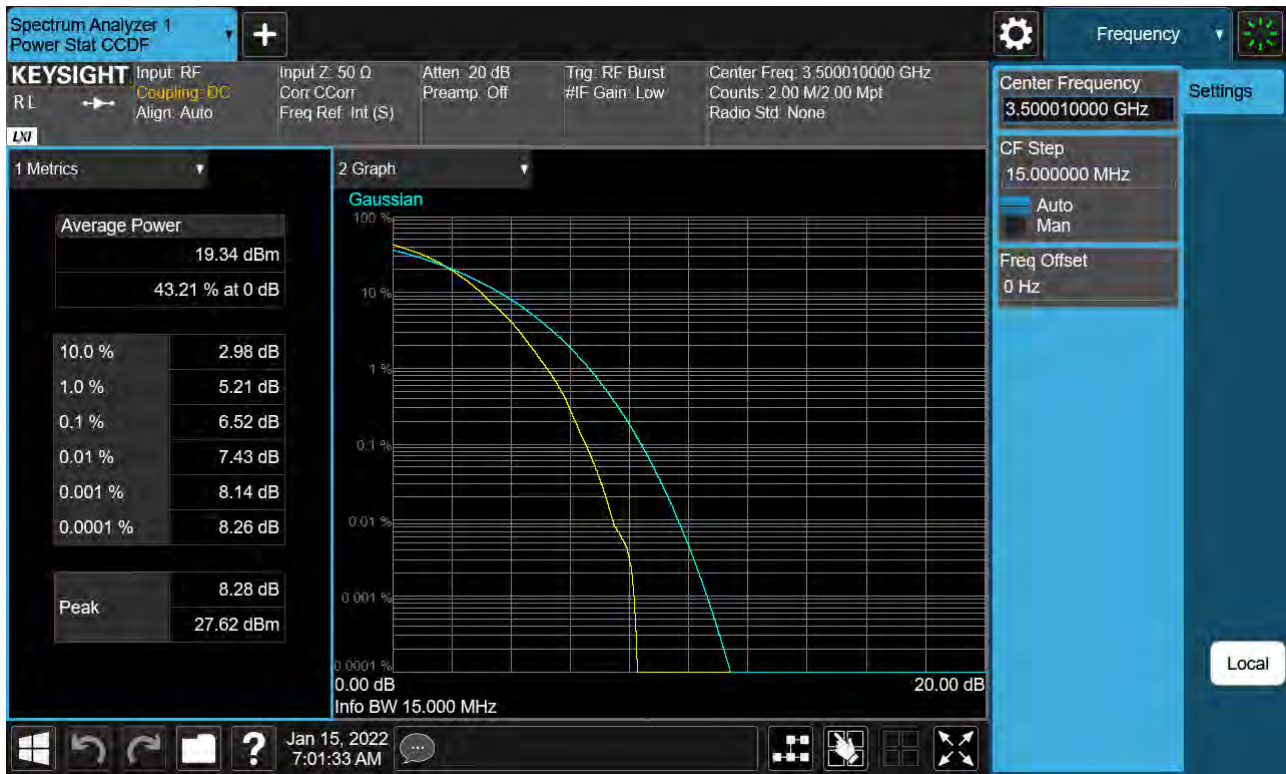 Spectrum Analyzer 1
Power Stat CCDF
Frequency
KEYSIGHT
RL
LXI
Input: RF
Coupling: DC
Align: Auto
Input Z: 50 Ω
Corr CCorr
Freq Ref: Int (S)
Atten: 20 dB
Preamp: Off
Trig: RF Burst
#IF Gain: Low
Center Freq: 3.500010000 GHz
Counts: 2.00 M/2.00 Mpt
Radio Std: None
Center Frequency
3.500010000 GHz
Settings
CF Step
15.000000 MHz
Auto
Man
Freq Offset
0 Hz
Local
1 Metrics
Average Power
19.34 dBm
43.21 % at 0 dB
10.0 % 2.98 dB
1.0 % 5.21 dB
0.1 % 6.52 dB
0.01 % 7.43 dB
0.001 % 8.14 dB
0.0001 % 8.26 dB
Peak
8.28 dB
27.62 dBm
2 Graph
Gaussian
100 %
10 %
1 %
0.1 %
0.01 %
0.001 %
0.0001 %
0.00 dB 20.00 dB
Info BW 15.000 MHz
?
Jan 15, 2022
7:01:33 AM